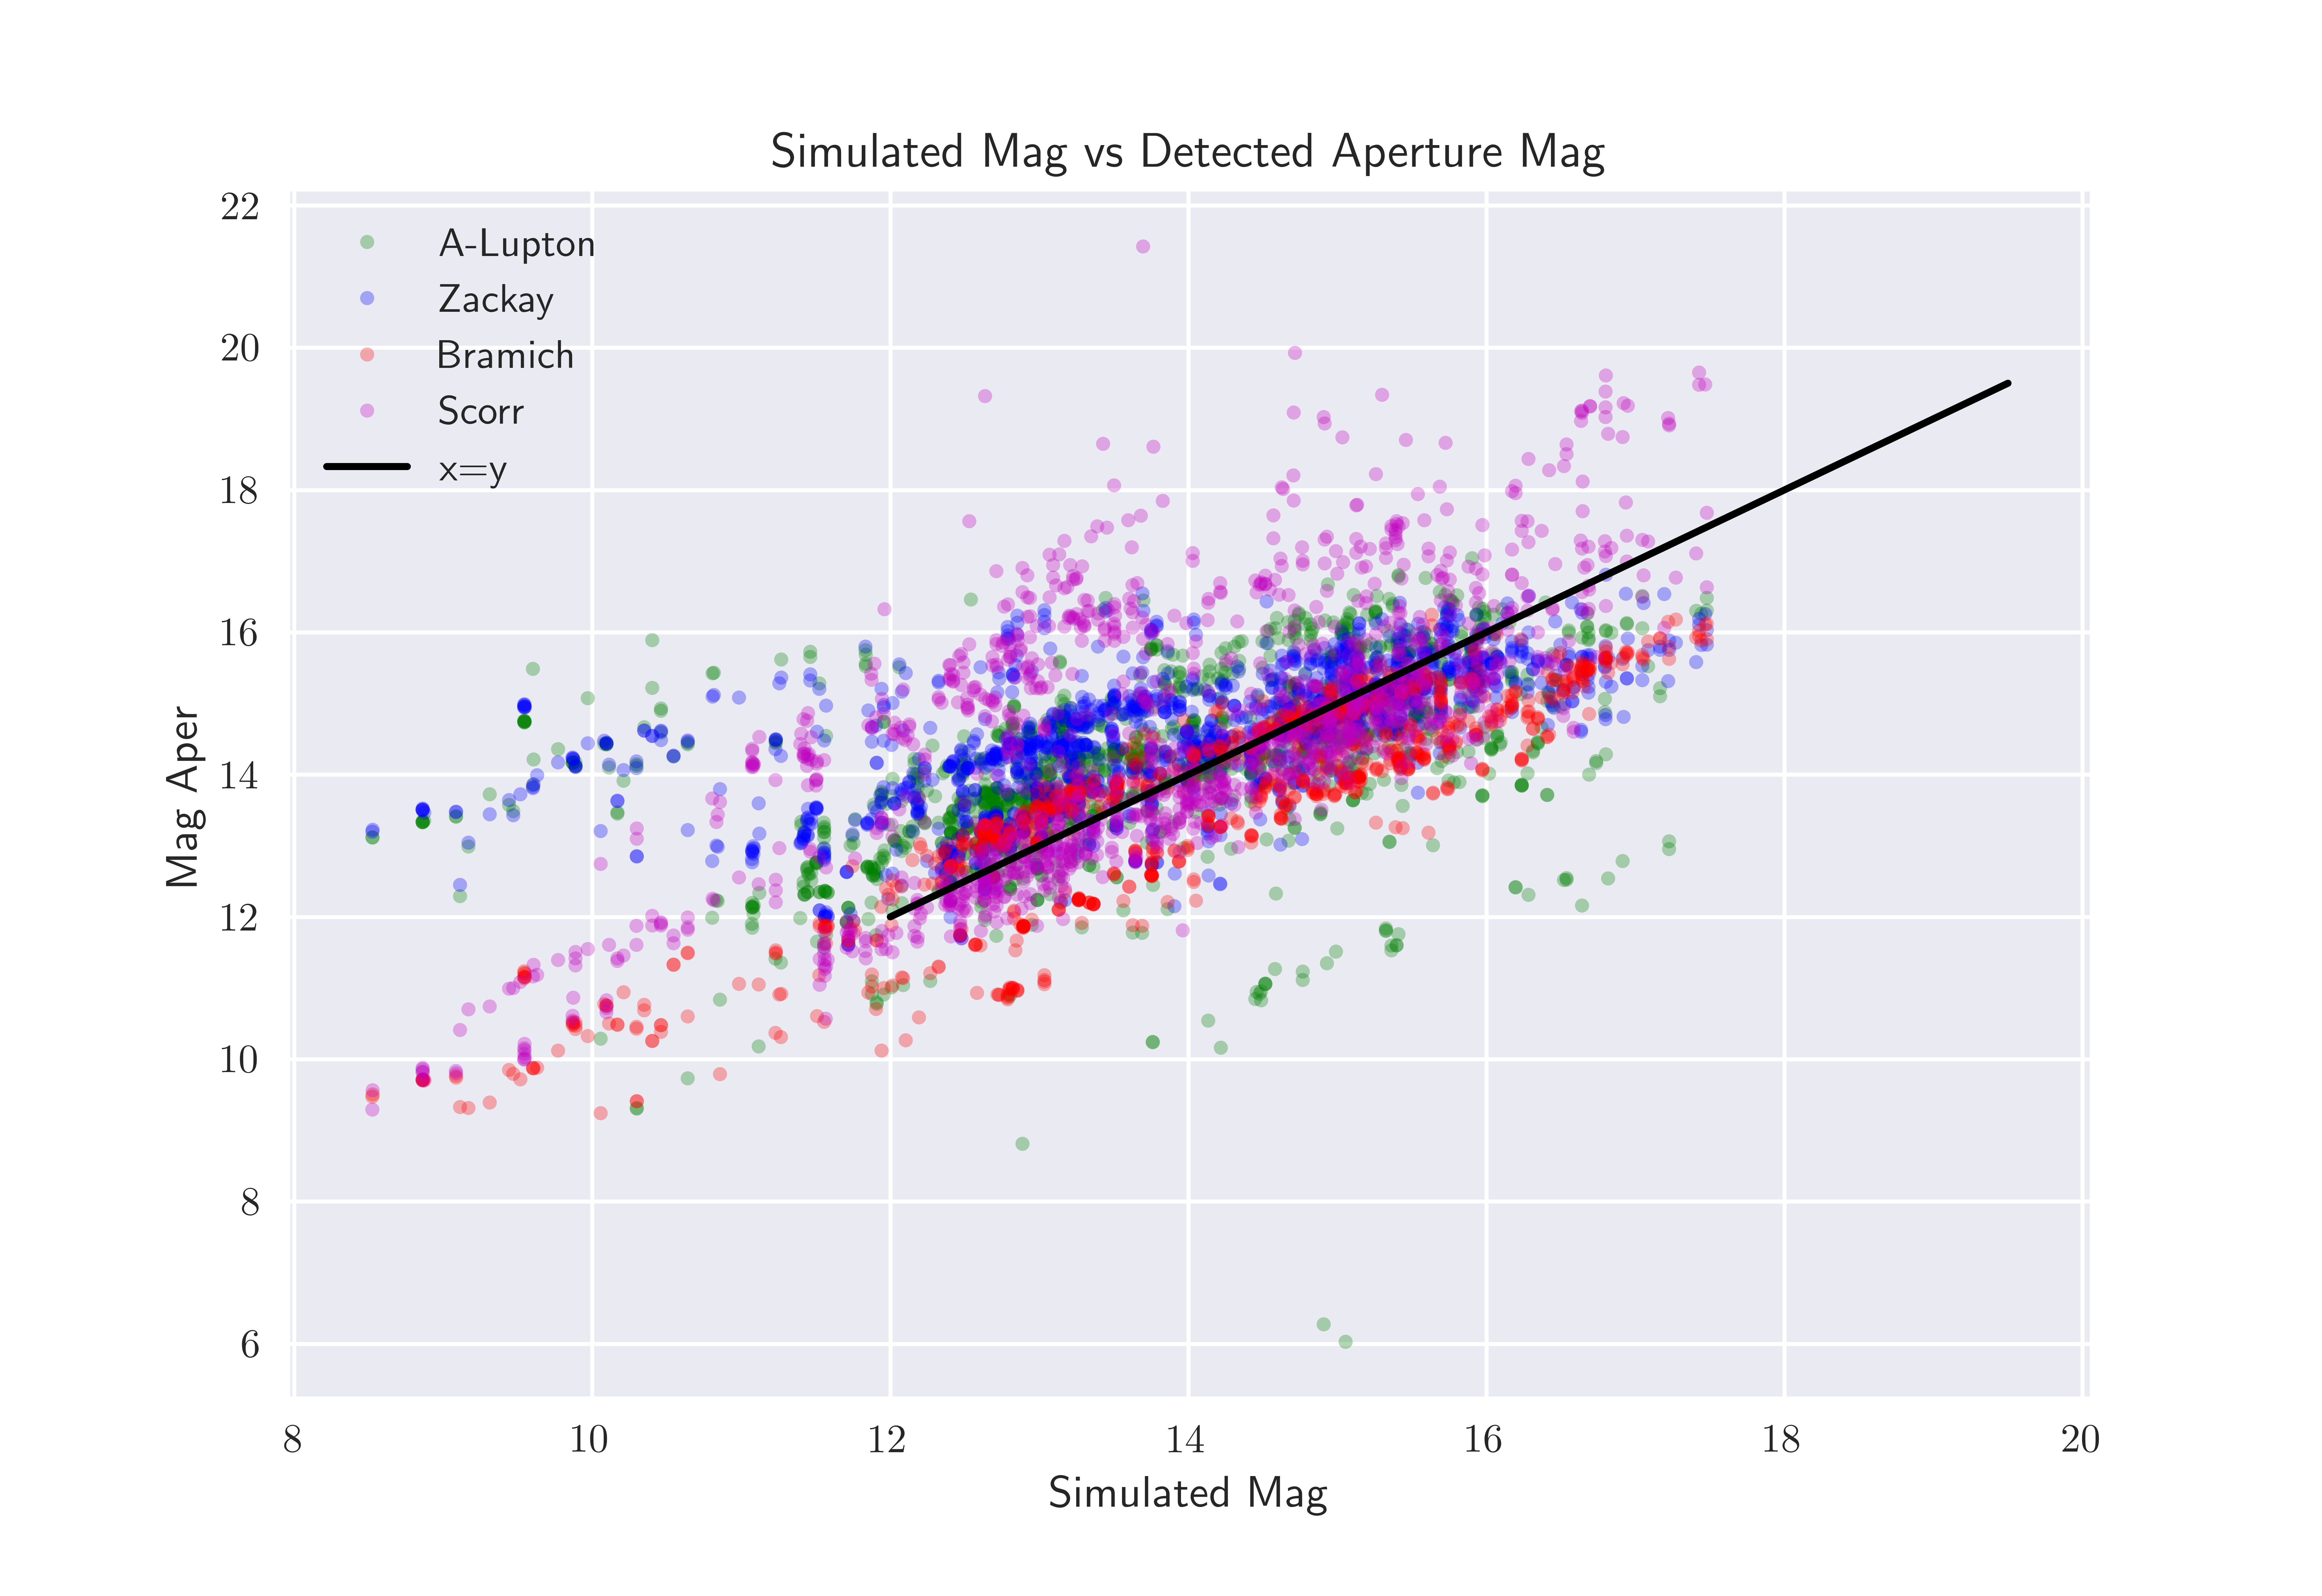 Simulated Mag vs Detected Aperture Mag
22
20
18
16
14
12
10
8
6
Mag Aper
A-Lupton
Zackay
Bramich
Scorr
x=y
8 10 12 14 16 18 20
Simulated Mag